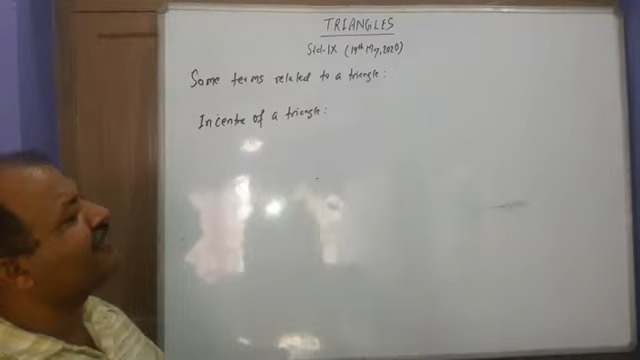 TRIANGLES
Std-IX (19th May, 2020)
Some terms related to a triangle:
Incentre of a triangle: